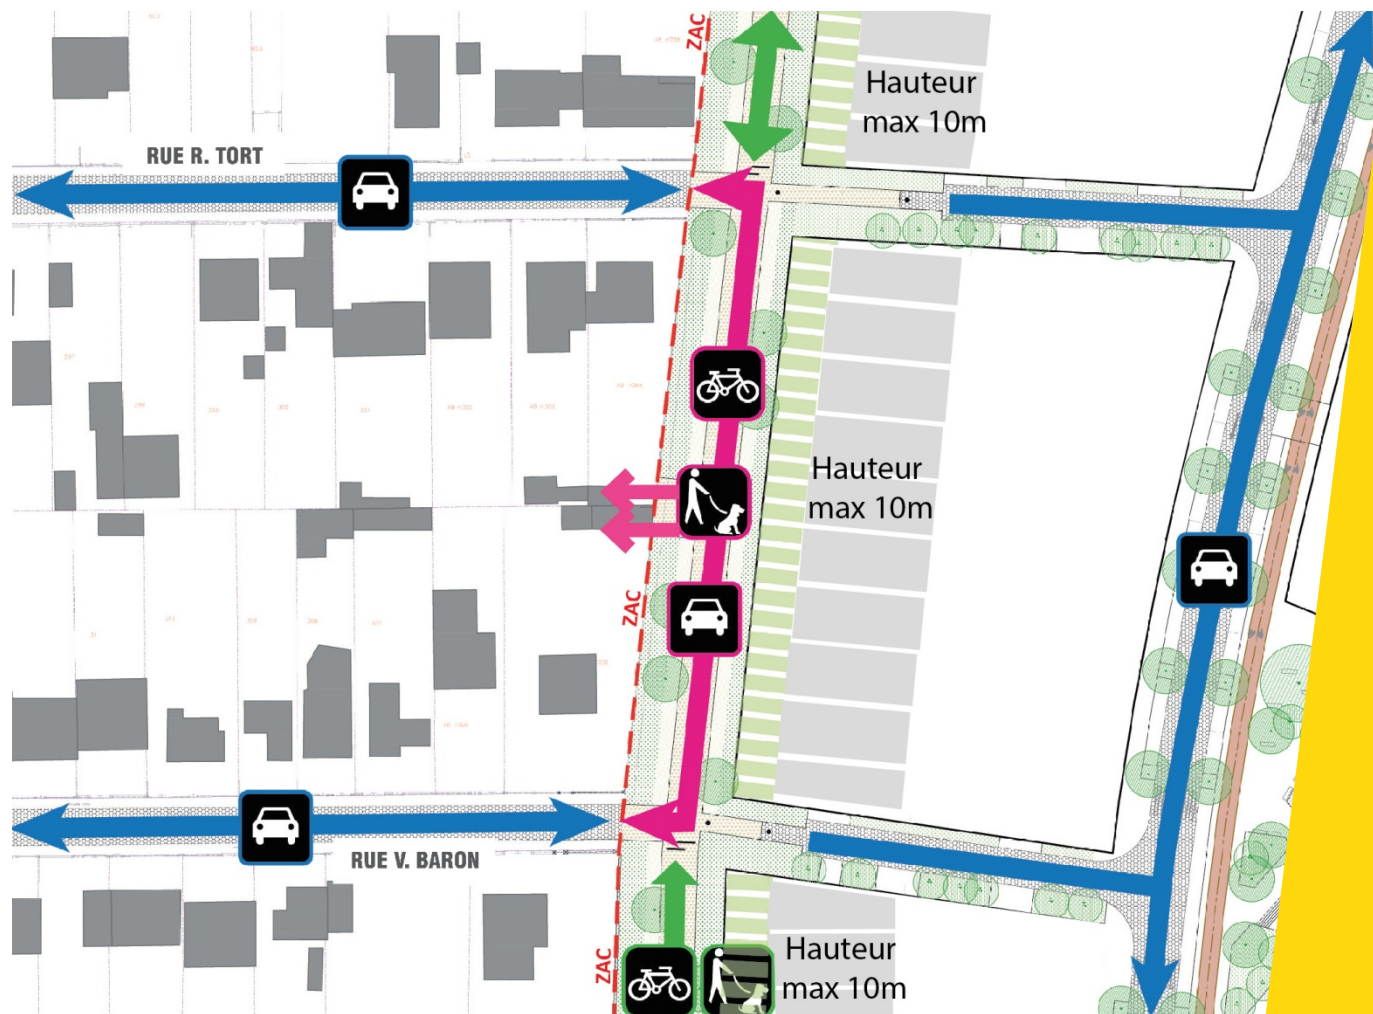 ZAC
Hauteur
max 10m
RUE R. TORT
Hauteur
max 10m
ZAC
RUE V. BARON
ZAC
Hauteur
max 10m